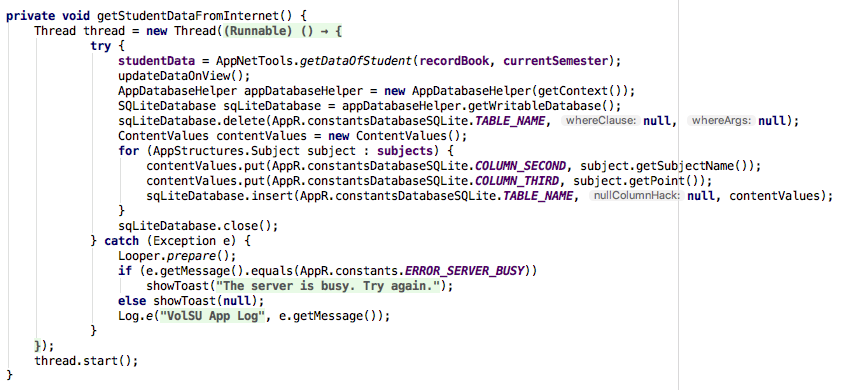 private void getStudentDataFromInternet() {
    Thread thread = new Thread((Runnable) () → {
            try {
                studentData = AppNetTools.getDataOfStudent(recordBook, currentSemester);
                updateDataOnView();
                AppDatabaseHelper appDatabaseHelper = new AppDatabaseHelper(getContext());
                SQLiteDatabase sqLiteDatabase = appDatabaseHelper.getWritableDatabase();
                sqLiteDatabase.delete(AppR.constantsDatabaseSQLite.TABLE_NAME, whereClause: null, whereArgs: null);
                ContentValues contentValues = new ContentValues();
                for (AppStructures.Subject subject : subjects) {
                    contentValues.put(AppR.constantsDatabaseSQLite.COLUMN_SECOND, subject.getSubjectName());
                    contentValues.put(AppR.constantsDatabaseSQLite.COLUMN_THIRD, subject.getPoint());
                    sqLiteDatabase.insert(AppR.constantsDatabaseSQLite.TABLE_NAME, nullColumnHack: null, contentValues);
                }
                sqLiteDatabase.close();
            } catch (Exception e) {
                Looper.prepare();
                if (e.getMessage().equals(AppR.constants.ERROR_SERVER_BUSY))
                    showToast("The server is busy. Try again.");
                else showToast(null);
                Log.e("VolSU App Log", e.getMessage());
            }
    });
    thread.start();
}